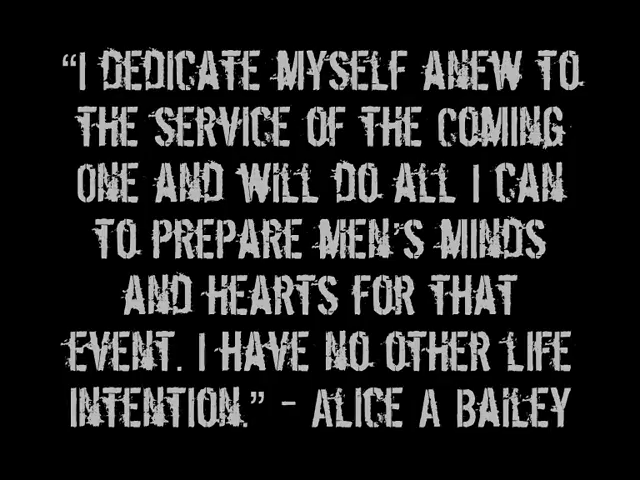 “I DEDICATE MYSELF ANEW TO
THE SERVICE OF THE COMING
ONE AND WILL DO ALL I CAN
TO PREPARE MEN'S MINDS
AND HEARTS FOR THAT
EVENT. I HAVE NO OTHER LIFE
INTENTION.” - ALICE A BAILEY